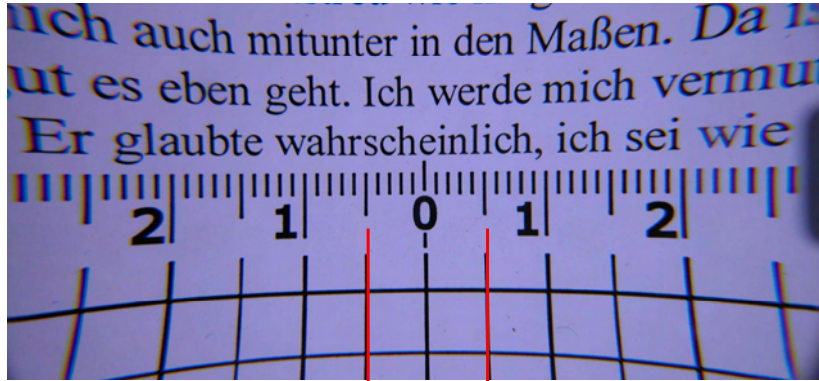 auch mitunter in den Maßen. Da
es eben geht. Ich werde mich
Er glaubte wahrscheinlich, ich sei wie
2 1 0 1 2